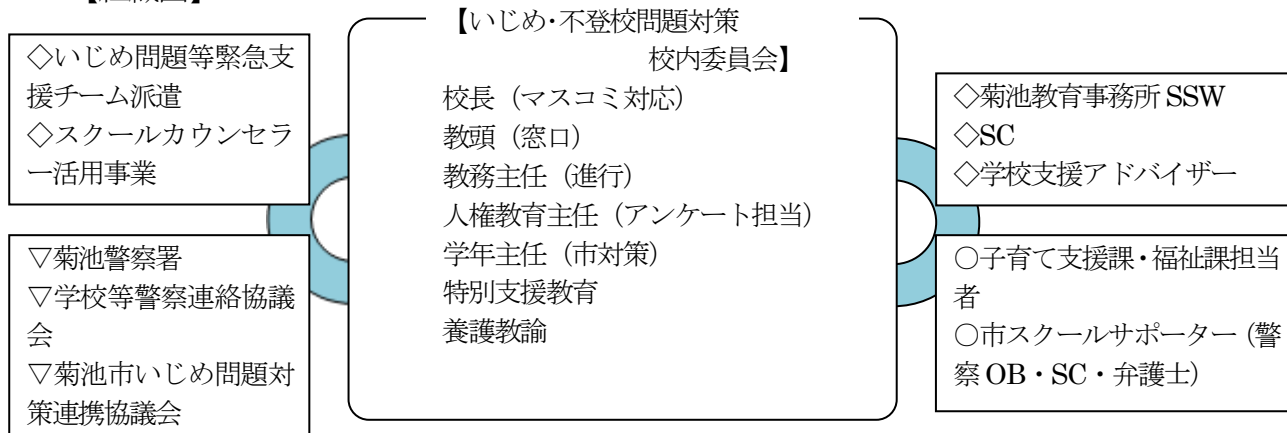 ◇いじめ問題等緊急支
援チーム派遣
◇スクールカウンセラ
ー活用事業
▽菊池警察署
▽学校等警察連絡協議
会
▽菊池市いじめ問題対
策連携協議会
【いじめ・不登校問題対策
校内委員会】
校長（マスコミ対応）
教頭（窓口）
教務主任（進行）
人権教育主任（アンケート担当）
学年主任（市対策）
特別支援教育
養護教諭
◇菊池教育事務所 SSW
◇SC
◇学校支援アドバイザー
○子育て支援課・福祉課担当
者
○市スクールサポーター（警
察 OB・SC・弁護士）